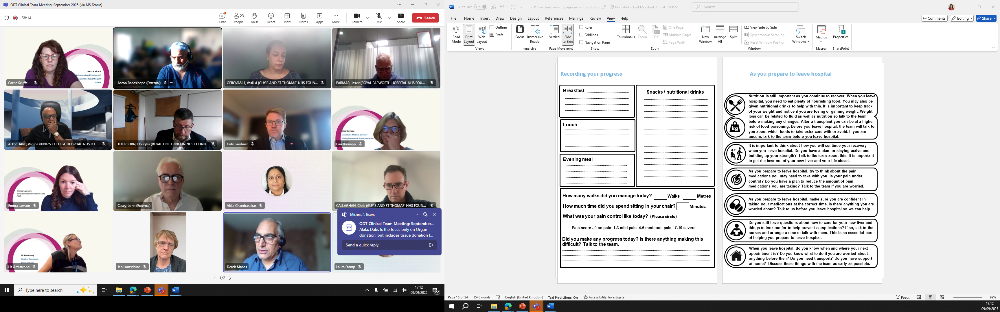 ODT Clinical Team Meeting: September 2025 (via MS Teams)
58:14
Chat
23
People
Raise
React
View
Notes
Apps
More
Camera
Mic
Share
Leave
Carrie Scuffell
Aaron Ranasinghe (External)
GEROVASILI, Vasiliki (GUY'S AND ST THOMAS' NHS FOUN...
PARMAR, Jasvir (ROYAL PAPWORTH HOSPITAL NHS FOU...
ALUVIHARE, Varuna (KING'S COLLEGE HOSPITAL NHS FO...
THORBURN, Douglas (ROYAL FREE LONDON NHS FOUND...
Dale Gardiner
Lisa Burnapp
Associate Medical Director
Living Donation & Transplantation
Lisa Burnapp
Emma Lawson.
Innovation and Research Lead
ODT.
Emma Lawson
Casey, John (External)
Akila Chandrasekar
CALLAGHAN, Chris (GUY'S AND ST THOMAS' NHS FOUN...
Liz Armstrong
Head of Transplant
Development
Liz Armstrong
Jen Lumsdaine
Derek Manas
Laura Stamp
Microsoft Teams
ODT Clinical Team Meeting: September...
Akila: Dale, Is the focus only on Organ
donation, but includes tissue donation (...
Send a quick reply
1/2
Type here to search
2
17:12
09/09/2025
22
AutoSave On
SCP liver final version pages in centre x2.docx
No Label • Last Modified: Thu at 10:00
Search
File Home Insert Draw Design Layout References Mailings Review View Help
Comments
Editing
Share
Read Mode
Print Layout
Web Layout
Outline
Draft
Views
Focus
Immersive Reader
Immersive
Vertical
Side to Side
Page Movement
Ruler
Gridlines
Navigation Pane
Show
Thumbnails
Zoom
100%
One Page
Multiple Pages
Page Width
Zoom
New Window
Arrange All
Split
View Side by Side
Synchronous Scrolling
Reset Window Position
Switch Windows
Window
Macros
Macros
Properties
SharePoint
Recording your progress
Breakfast
Lunch
Evening meal
Snacks / nutritional drinks
How many walks did you manage today? Walks Metres
How much time did you spend sitting in your chair? Minutes
What was your pain control like today? (Please circle)
Pain score - 0 no pain 1-3 mild pain 4-6 moderate pain 7-10 severe
Did you make any progress today? Is there anything making this
difficult? Talk to the team.
As you prepare to leave hospital
kg
Nutrition is still important as you continue to recover. When you leave
hospital, you need to eat plenty of nourishing food. You may also be
given nutritional drinks to help with this. It is important to keep track
of your weight and notice if you are losing or gaining weight. Weight
loss can be related to fluid as well as nutrition so talk to the team
before making any changes. After a transplant you can be at a higher
risk of food poisoning. Before you leave hospital, the team will talk to
you about which foods to take extra care with or avoid. If you are
unsure, talk to the team before you leave hospital.
It is important to think about how you will continue your recovery
when you leave hospital. Do you have a plan for staying active and
building up your strength? Talk to the team about this. It is important
to get the best out of your new liver and your life ahead.
As you prepare to leave hospital, try to think about the pain
medications you may need to take with you. Is your pain under
control? Do you have a plan to reduce the amount of pain
medications you are taking? Talk to the team if you are worried.
As you prepare to leave hospital, make sure you are confident in
taking your medications at the correct time. Is there anything you are
worried about? Talk to us before you leave hospital so we can help.
Do you still have questions about how to care for your new liver and
things to look out for to help prevent complications? If so, talk to the
nurses and arrange a time to talk with them. This is an essential part
of helping you prepare to leave hospital.
When you leave hospital, do you know when and where your next
appointment is? Do you know what to do if you are worried about
anything before then? Do you need transport? Do you have support
at home? Discuss these things with the team as early as possible.
Page 16 of 24
3545 words
English (United Kingdom)
Text Predictions: On
Accessibility: Investigate
Focus
99%
2
17:12
09/09/2025